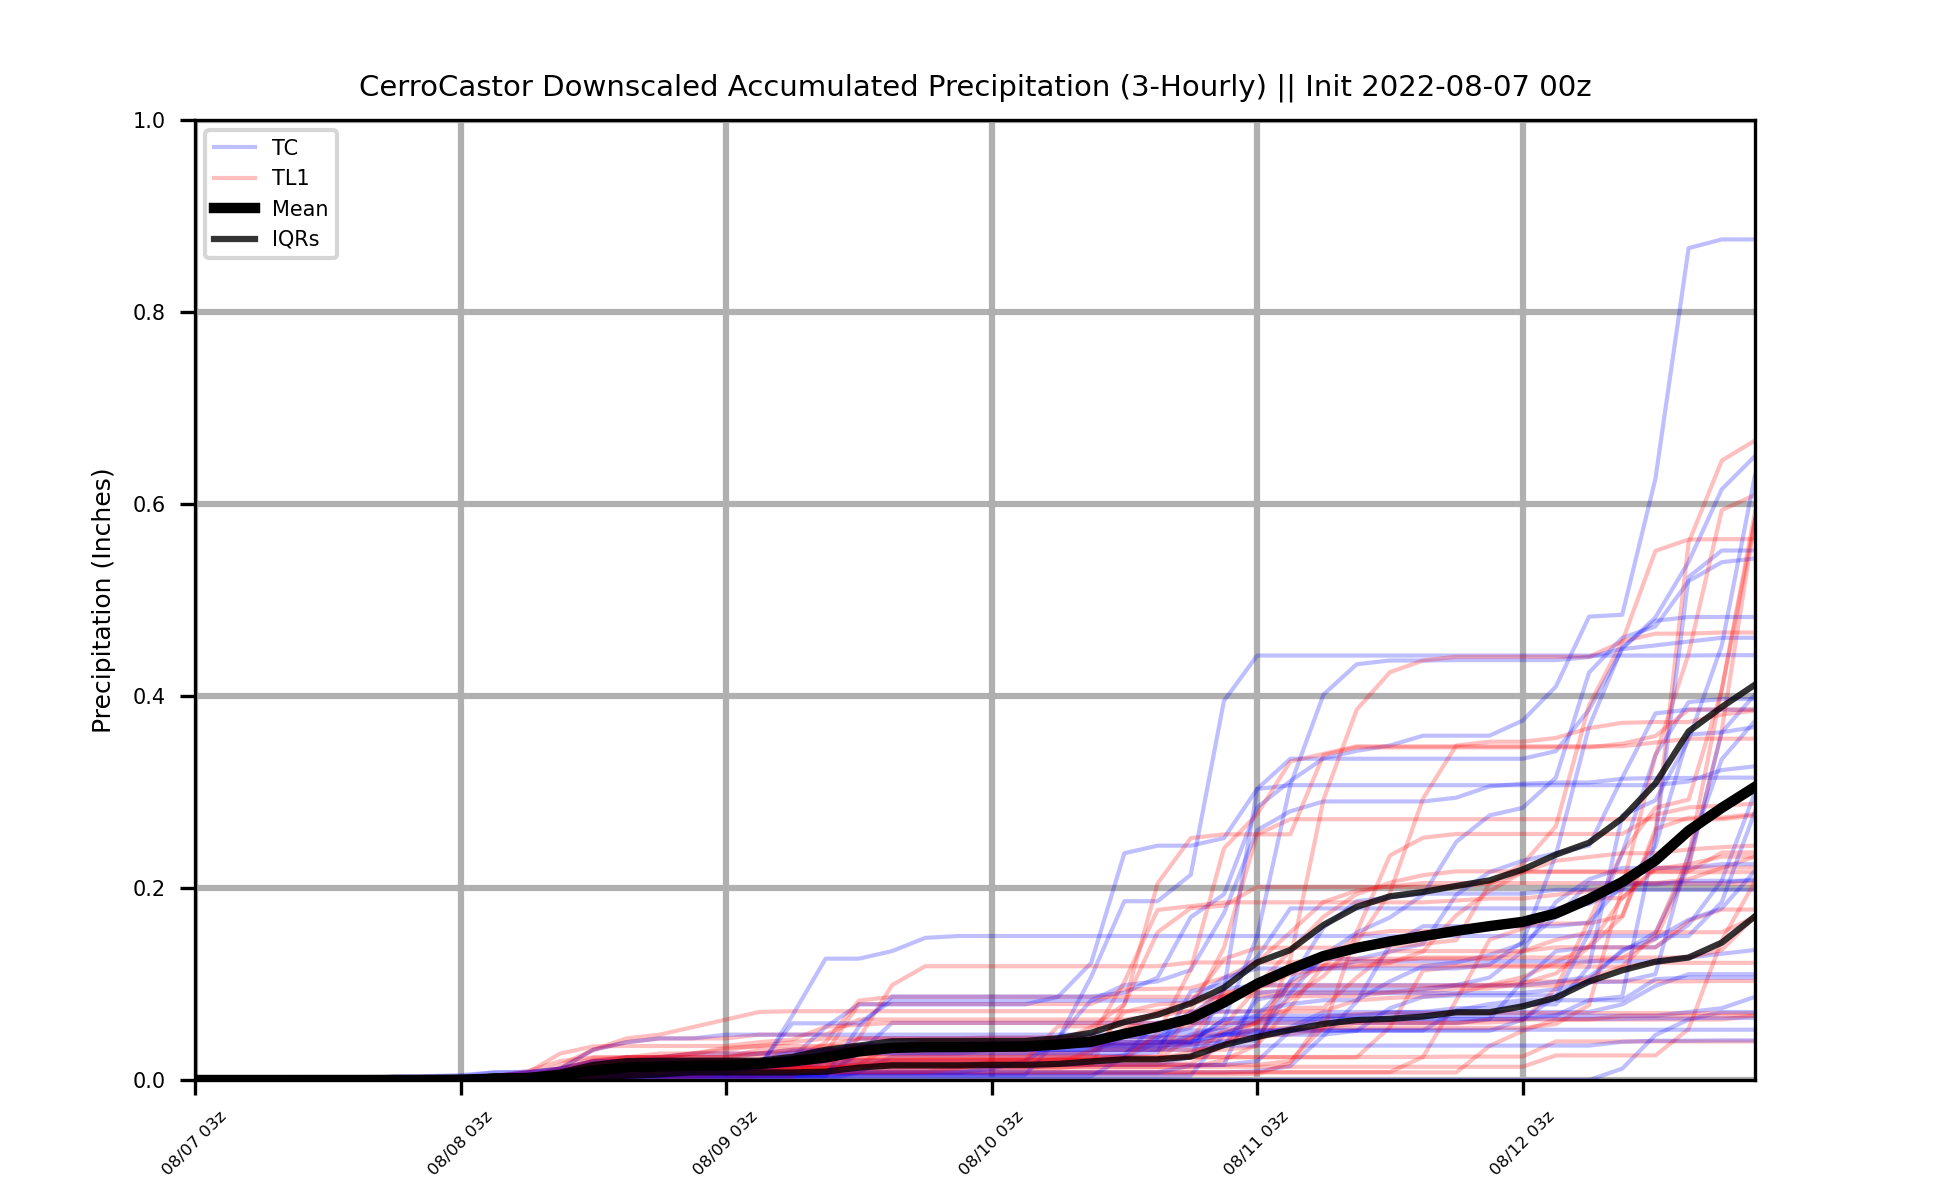 CerroCastor Downscaled Accumulated Precipitation (3-Hourly) || Init 2022-08-07 00z
1.0
TC
TL1
Mean
IQRs
0.8
0.6
Precipitation (Inches)
0.4
0.2
0.0
08/07 03z
08/08 03z
08/09 03z
08/10 03z
08/11 03z
08/12 03z